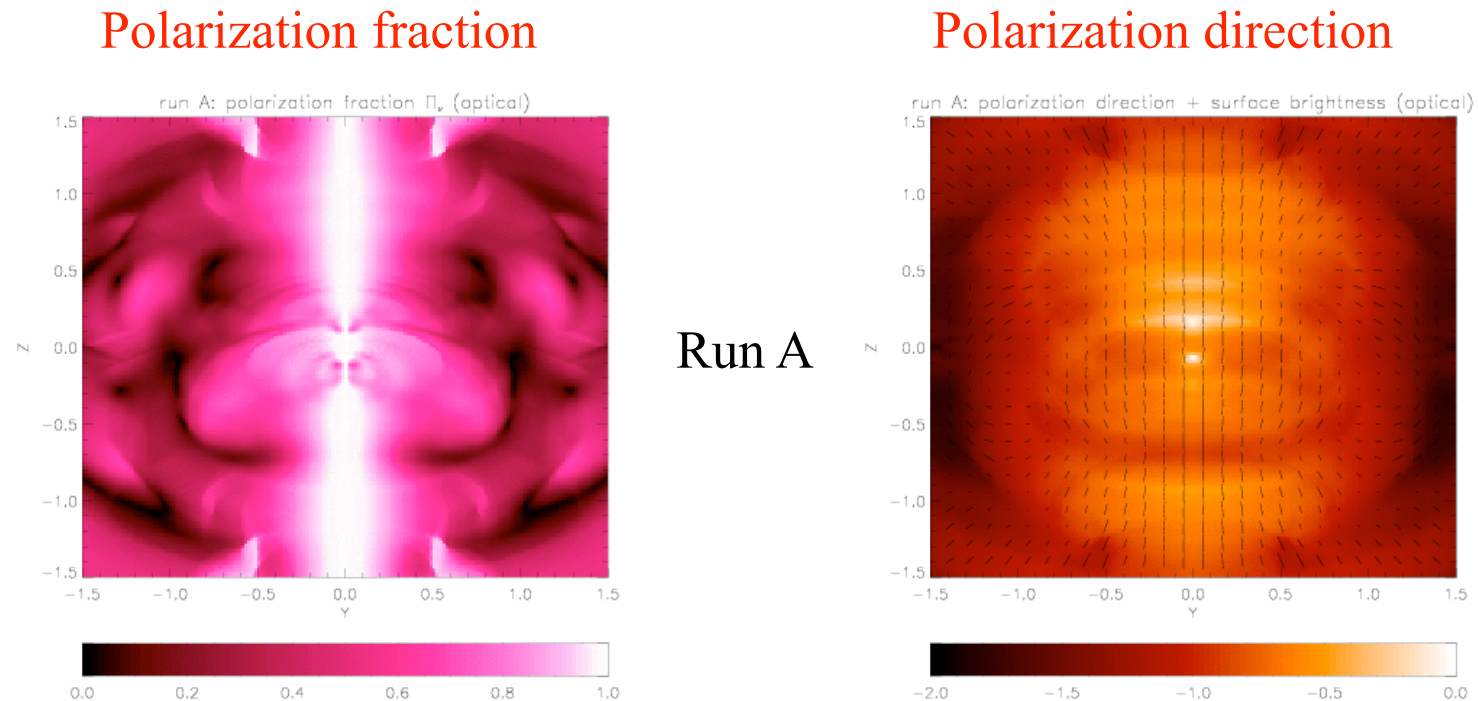 Polarization fraction
Polarization direction
run A: polarization fraction Πν (optical)
run A: polarization direction + surface brightness (optical)
1.5
1.0
0.5
0.0
−0.5
−1.0
−1.5
Z
−1.5 −1.0 −0.5 0.0 0.5 1.0 1.5
Y
0.0 0.2 0.4 0.6 0.8 1.0
Run A
1.5
1.0
0.5
0.0
−0.5
−1.0
−1.5
Z
−1.5 −1.0 −0.5 0.0 0.5 1.0 1.5
Y
−2.0 −1.5 −1.0 −0.5 0.0